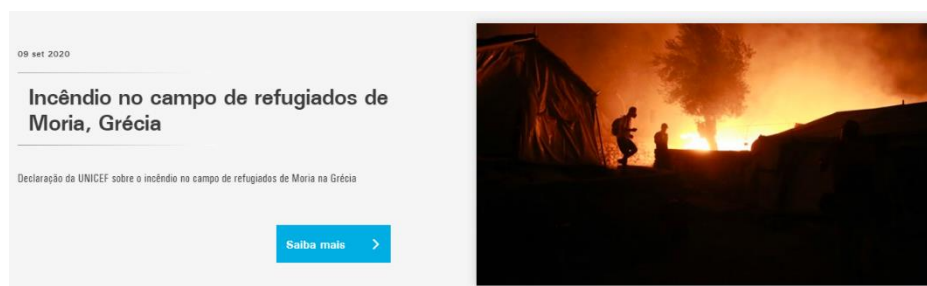 09 set 2020
Incêndio no campo de refugiados de
Moria, Grécia
Declaração da UNICEF sobre o incêndio no campo de refugiados de Moria na Grécia
Saiba mais